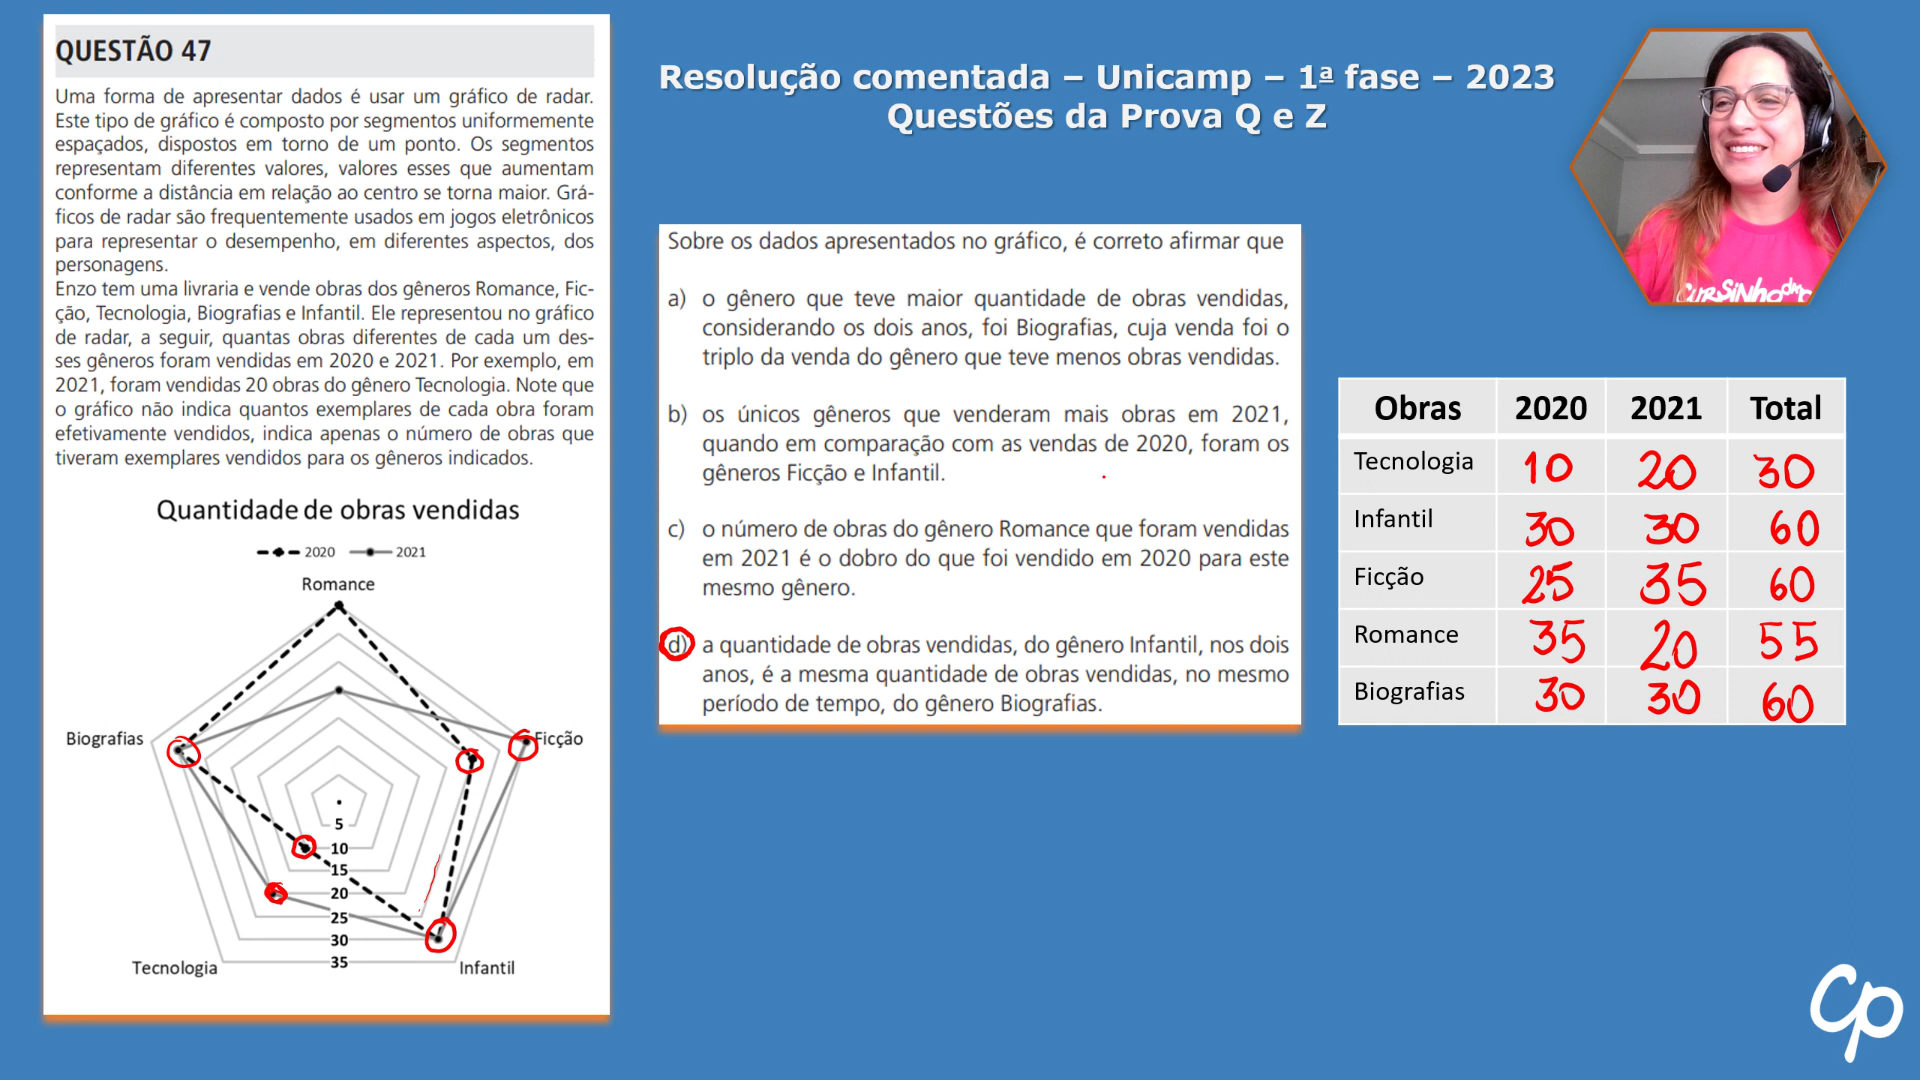 QUESTÃO 47
Uma forma de apresentar dados é usar um gráfico de radar.
Este tipo de gráfico é composto por segmentos uniformemente
espaçados, dispostos em torno de um ponto. Os segmentos
representam diferentes valores, valores esses que aumentam
conforme a distância em relação ao centro se torna maior. Grá-
ficos de radar são frequentemente usados em jogos eletrônicos
para representar o desempenho, em diferentes aspectos, dos
personagens.
Enzo tem uma livraria e vende obras dos gêneros Romance, Fic-
ção, Tecnologia, Biografias e Infantil. Ele representou no gráfico
de radar, a seguir, quantas obras diferentes de cada um des-
ses gêneros foram vendidas em 2020 e 2021. Por exemplo, em
2021, foram vendidas 20 obras do gênero Tecnologia. Note que
o gráfico não indica quantos exemplares de cada obra foram
efetivamente vendidos, indica apenas o número de obras que
tiveram exemplares vendidos para os gêneros indicados.
Quantidade de obras vendidas
2020 2021
Romance
Biografias
Ficção
5
10
15
20
25
30
35
Tecnologia
Infantil
Resolução comentada – Unicamp – 1ª fase – 2023
Questões da Prova Q e Z
Sobre os dados apresentados no gráfico, é correto afirmar que
a) o gênero que teve maior quantidade de obras vendidas,
considerando os dois anos, foi Biografias, cuja venda foi o
triplo da venda do gênero que teve menos obras vendidas.
b) os únicos gêneros que venderam mais obras em 2021,
quando em comparação com as vendas de 2020, foram os
gêneros Ficção e Infantil.
c) o número de obras do gênero Romance que foram vendidas
em 2021 é o dobro do que foi vendido em 2020 para este
mesmo gênero.
d) a quantidade de obras vendidas, do gênero Infantil, nos dois
anos, é a mesma quantidade de obras vendidas, no mesmo
período de tempo, do gênero Biografias.
Obras 2020 2021 Total
Tecnologia 10 20 30
Infantil 30 30 60
Ficção 25 35 60
Romance 35 20 55
Biografias 30 30 60
cp